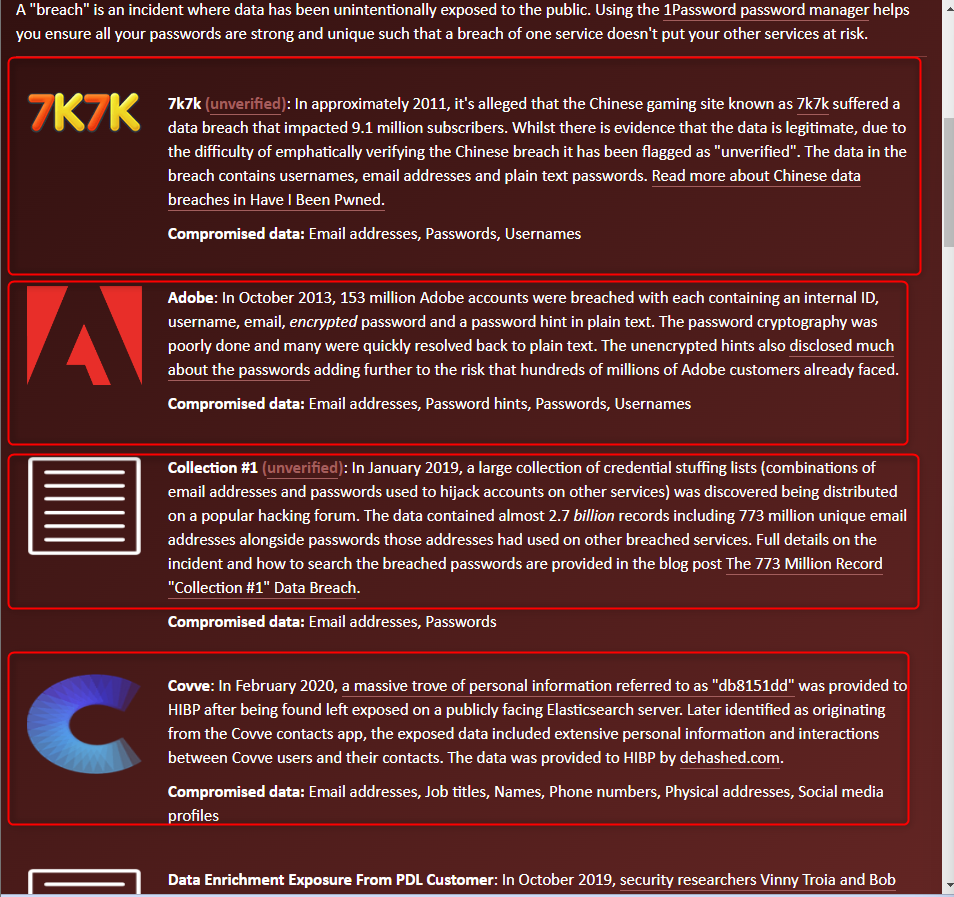 A "breach" is an incident where data has been unintentionally exposed to the public. Using the 1Password password manager helps
you ensure all your passwords are strong and unique such that a breach of one service doesn't put your other services at risk.
7K7K
7k7k (unverified): In approximately 2011, it's alleged that the Chinese gaming site known as 7k7k suffered a
data breach that impacted 9.1 million subscribers. Whilst there is evidence that the data is legitimate, due to
the difficulty of emphatically verifying the Chinese breach it has been flagged as "unverified". The data in the
breach contains usernames, email addresses and plain text passwords. Read more about Chinese data
breaches in Have I Been Pwned.
Compromised data: Email addresses, Passwords, Usernames
Adobe: In October 2013, 153 million Adobe accounts were breached with each containing an internal ID,
username, email, encrypted password and a password hint in plain text. The password cryptography was
poorly done and many were quickly resolved back to plain text. The unencrypted hints also disclosed much
about the passwords adding further to the risk that hundreds of millions of Adobe customers already faced.
Compromised data: Email addresses, Password hints, Passwords, Usernames
Collection #1 (unverified): In January 2019, a large collection of credential stuffing lists (combinations of
email addresses and passwords used to hijack accounts on other services) was discovered being distributed
on a popular hacking forum. The data contained almost 2.7 billion records including 773 million unique email
addresses alongside passwords those addresses had used on other breached services. Full details on the
incident and how to search the breached passwords are provided in the blog post The 773 Million Record
"Collection #1" Data Breach.
Compromised data: Email addresses, Passwords
Covve: In February 2020, a massive trove of personal information referred to as "db8151dd" was provided to
HIBP after being found left exposed on a publicly facing Elasticsearch server. Later identified as originating
from the Covve contacts app, the exposed data included extensive personal information and interactions
between Covve users and their contacts. The data was provided to HIBP by dehashed.com.
Compromised data: Email addresses, Job titles, Names, Phone numbers, Physical addresses, Social media
profiles
Data Enrichment Exposure From PDL Customer: In October 2019, security researchers Vinny Troia and Bob